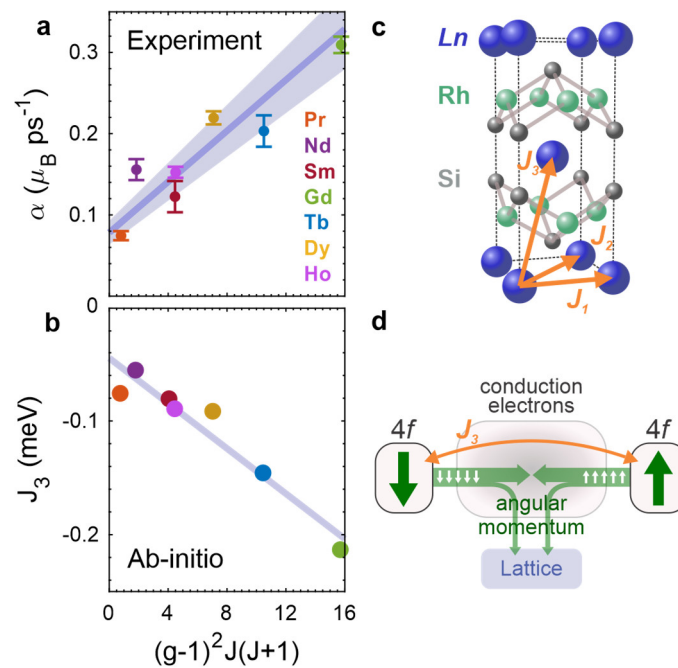 a
Experiment
0.3
0.2
0.1
0
α (μB ps⁻¹)
Pr
Nd
Sm
Gd
Tb
Dy
Ho
b
-0.1
-0.2
J₃ (meV)
Ab-initio
0 4 8 12 16
(g-1)²J(J+1)
c
Ln
Rh
Si
J₃
J₂
J₁
d
conduction
electrons
4f
J₃
4f
angular
momentum
Lattice